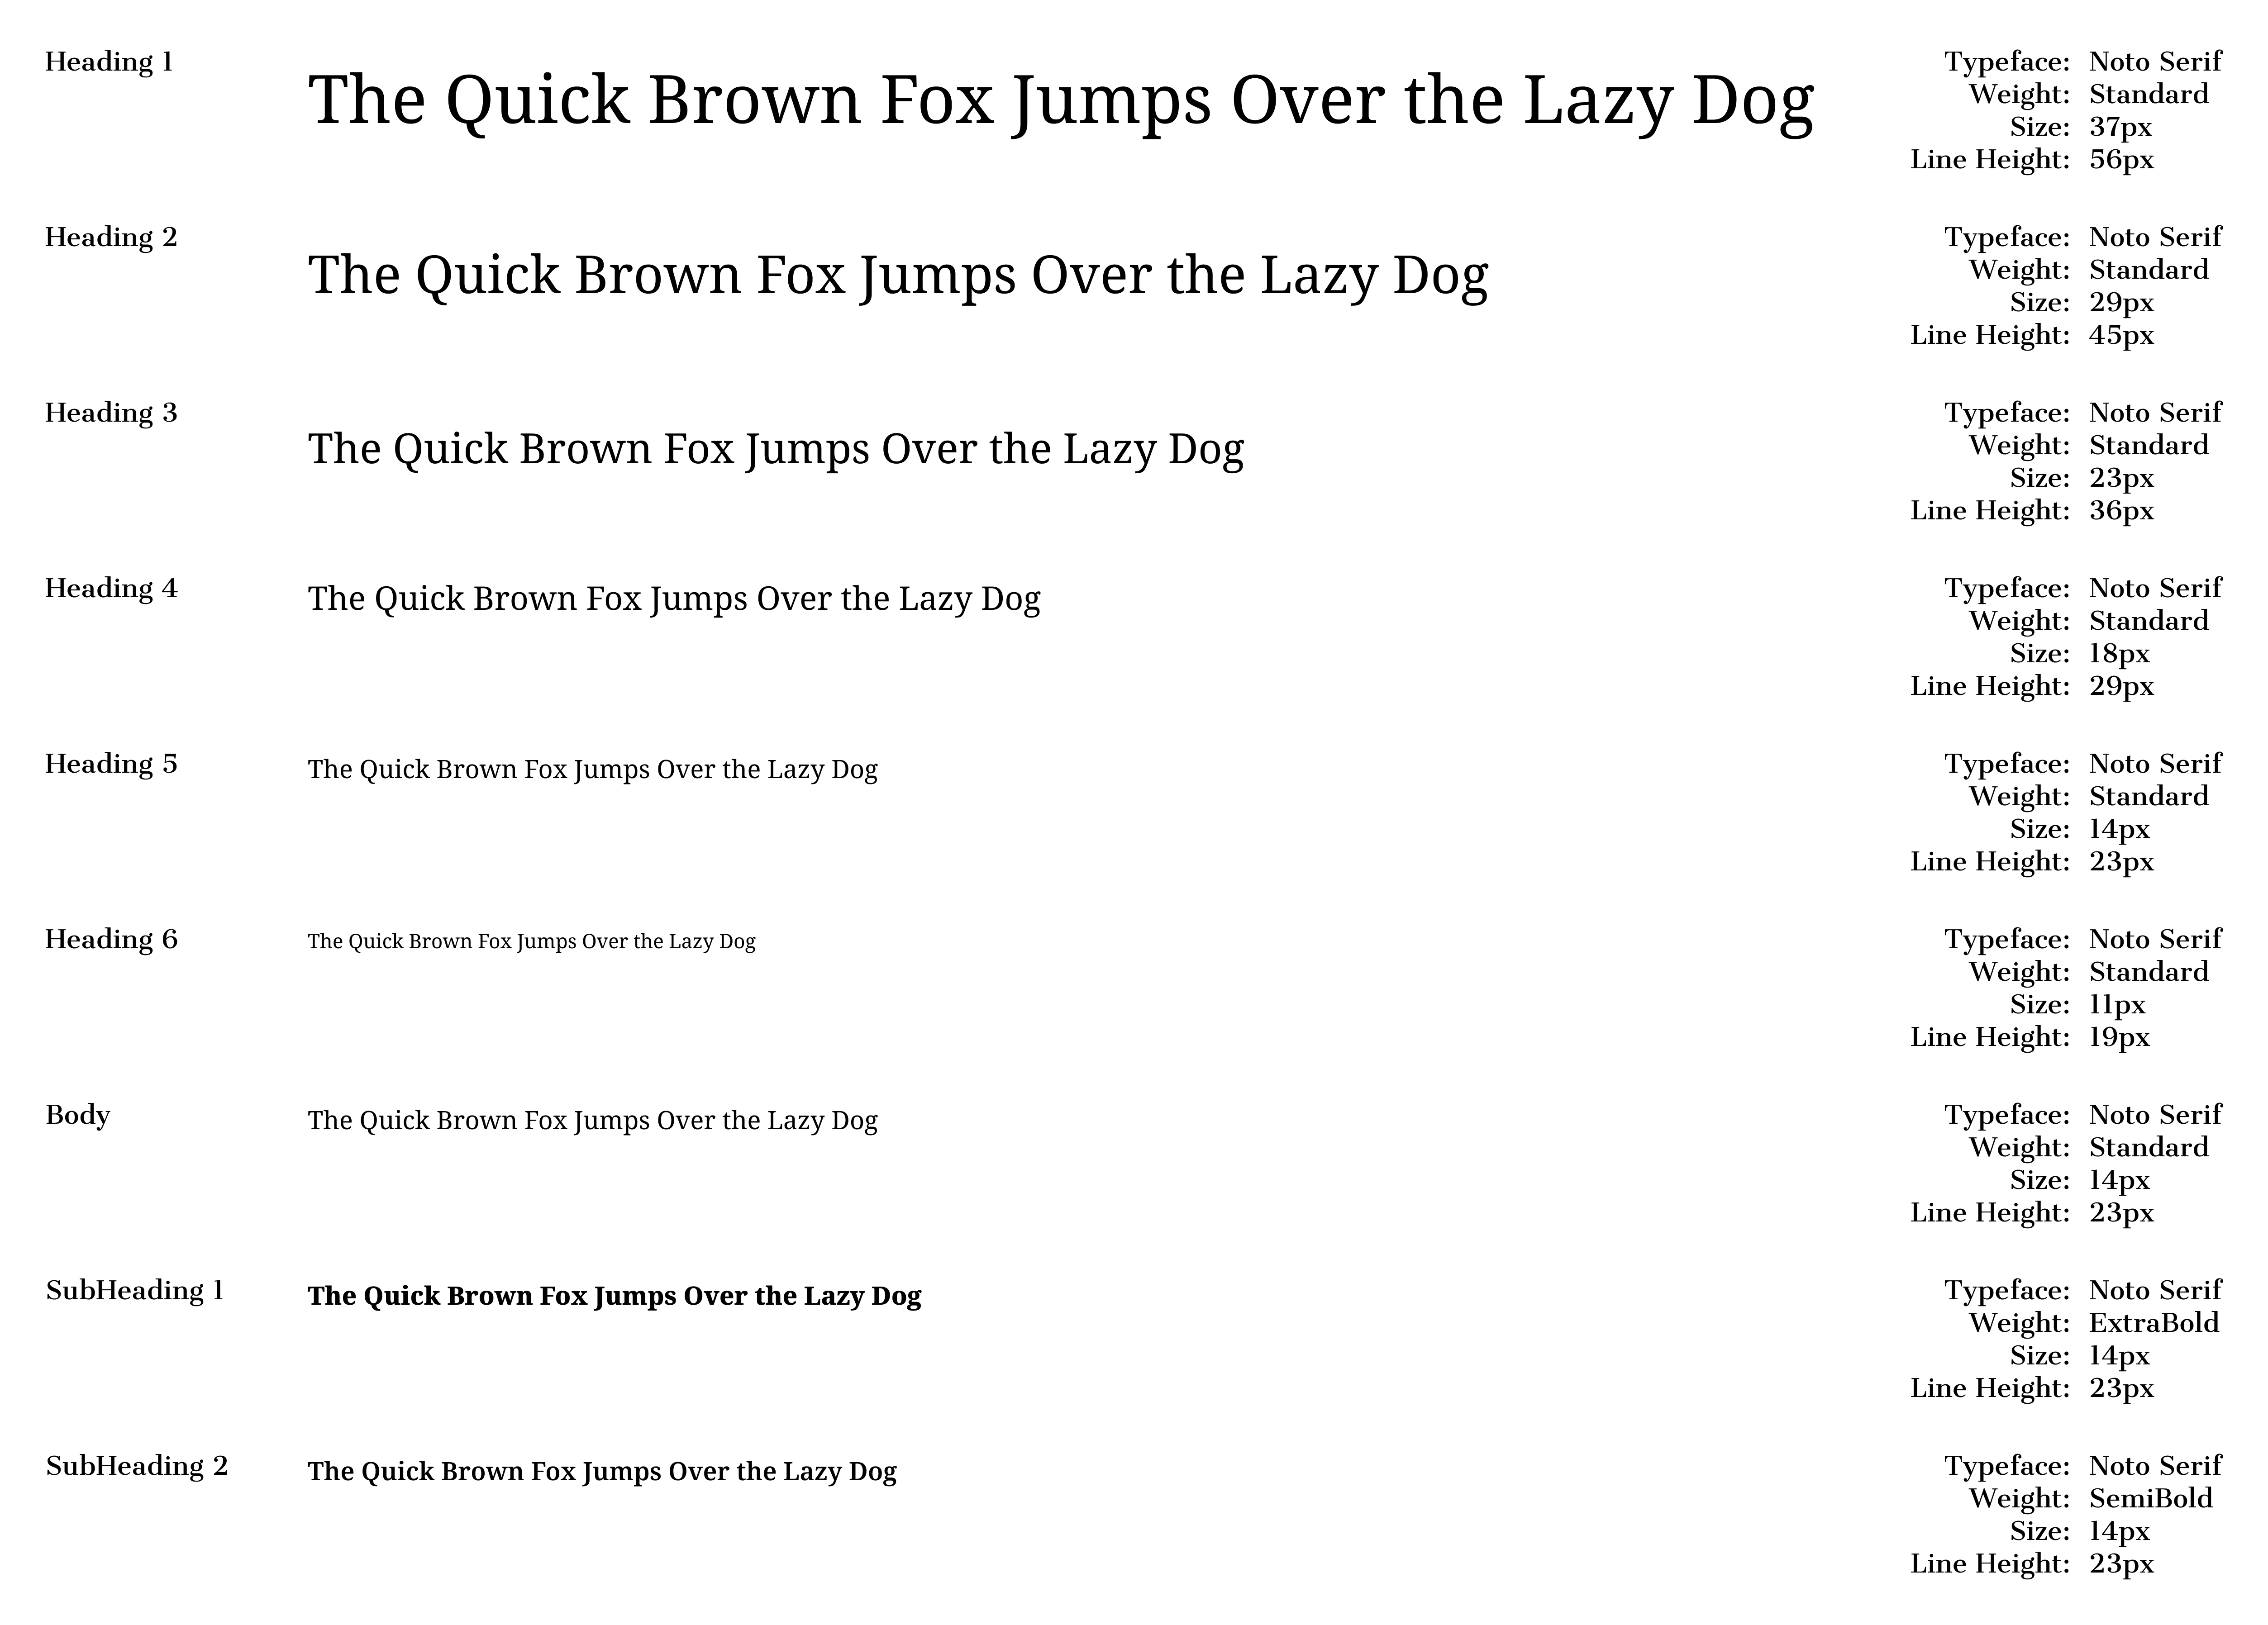 Heading 1
The Quick Brown Fox Jumps Over the Lazy Dog
Typeface: Noto Serif
Weight: Standard
Size: 37px
Line Height: 56px
Heading 2
The Quick Brown Fox Jumps Over the Lazy Dog
Typeface: Noto Serif
Weight: Standard
Size: 29px
Line Height: 45px
Heading 3
The Quick Brown Fox Jumps Over the Lazy Dog
Typeface: Noto Serif
Weight: Standard
Size: 23px
Line Height: 36px
Heading 4
The Quick Brown Fox Jumps Over the Lazy Dog
Typeface: Noto Serif
Weight: Standard
Size: 18px
Line Height: 29px
Heading 5
The Quick Brown Fox Jumps Over the Lazy Dog
Typeface: Noto Serif
Weight: Standard
Size: 14px
Line Height: 23px
Heading 6
The Quick Brown Fox Jumps Over the Lazy Dog
Typeface: Noto Serif
Weight: Standard
Size: 11px
Line Height: 19px
Body
The Quick Brown Fox Jumps Over the Lazy Dog
Typeface: Noto Serif
Weight: Standard
Size: 14px
Line Height: 23px
SubHeading 1
The Quick Brown Fox Jumps Over the Lazy Dog
Typeface: Noto Serif
Weight: ExtraBold
Size: 14px
Line Height: 23px
SubHeading 2
The Quick Brown Fox Jumps Over the Lazy Dog
Typeface: Noto Serif
Weight: SemiBold
Size: 14px
Line Height: 23px